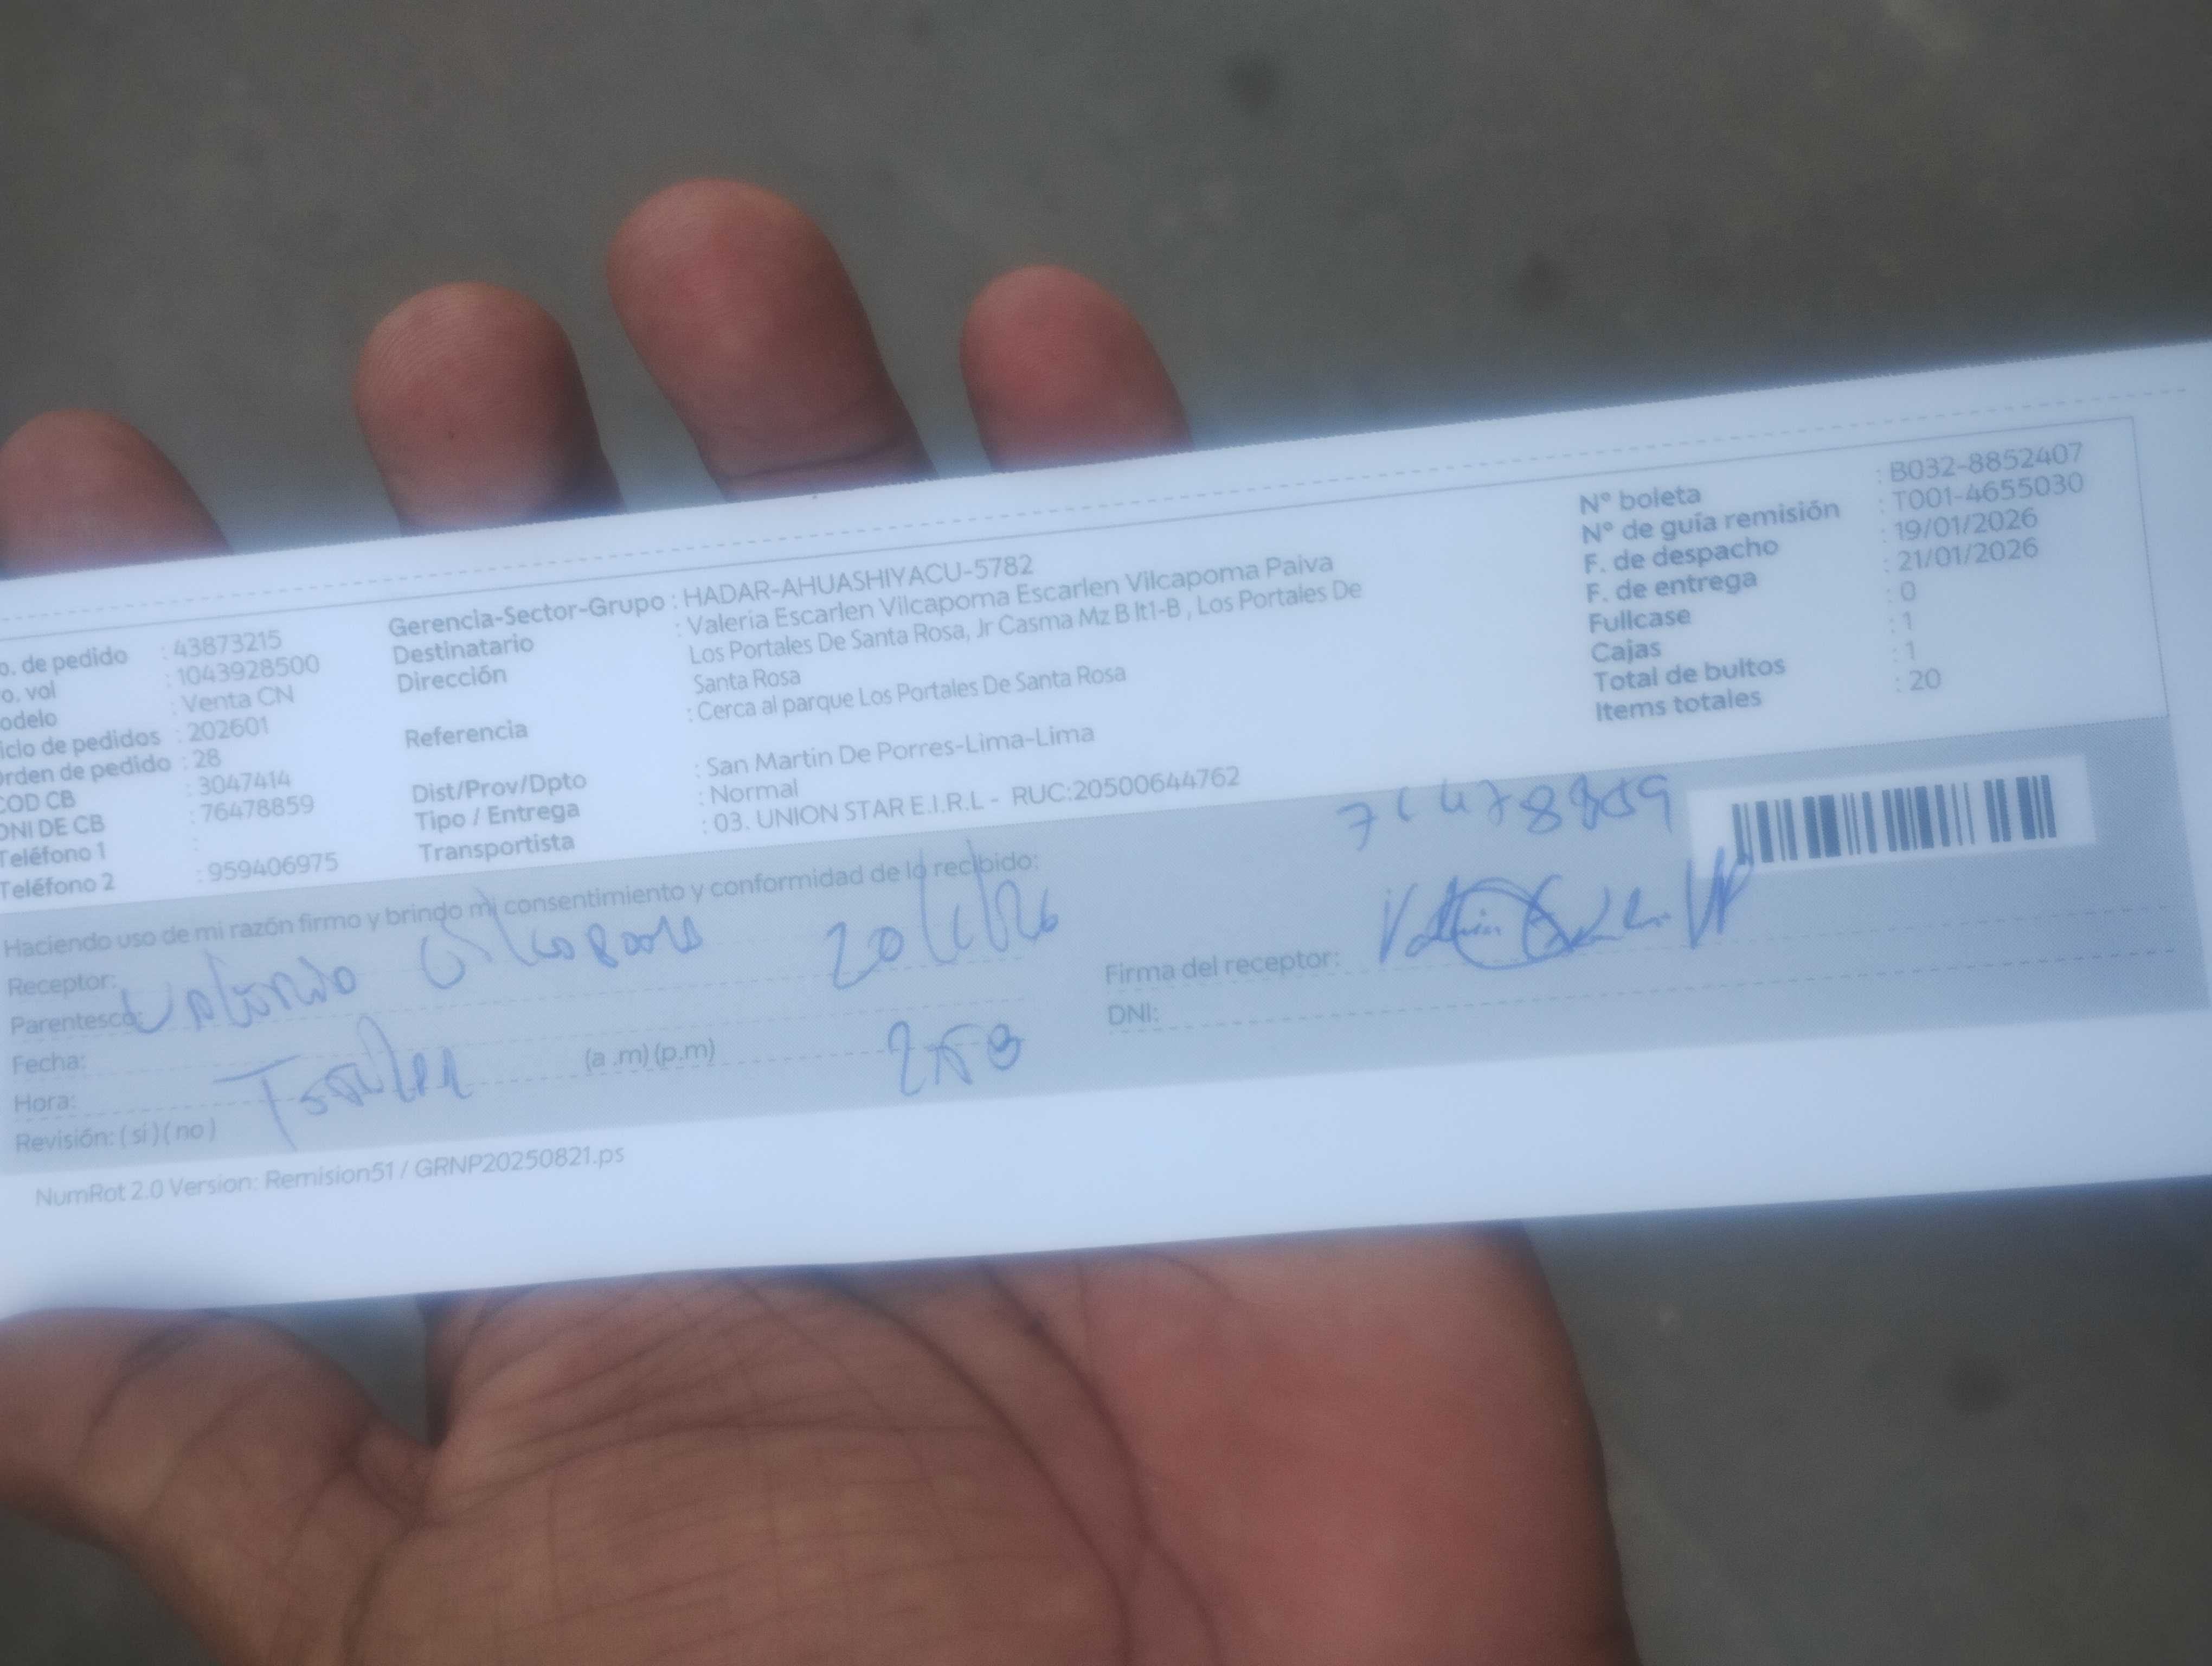 o. de pedido : 43873215
o. vol : 1043928500
odelo : Venta CN
iclo de pedidos : 202601
Orden de pedido : 28
COD CB : 3047414
DNI DE CB : 76478859
Teléfono 1 :
Teléfono 2 : 959406975
Gerencia-Sector-Grupo : HADAR-AHUASHIYACU-5782
Destinatario : Valeria Escarlen Vilcapoma Escarlen Vilcapoma Paiva
Dirección : Los Portales De Santa Rosa, Jr Casma Mz B lt1-B , Los Portales De
Santa Rosa
Referencia : Cerca al parque Los Portales De Santa Rosa
Dist/Prov/Dpto : San Martin De Porres-Lima-Lima
Tipo / Entrega : Normal
Transportista : 03. UNION STAR E.I.R.L - RUC:20500644762
N° boleta : B032-8852407
N° de guía remisión : T001-4655030
F. de despacho : 19/01/2026
F. de entrega : 21/01/2026
Fullcase : 0
Cajas : 1
Total de bultos : 1
Items totales : 20
Haciendo uso de mi razón firmo y brindo mi consentimiento y conformidad de lo recibido:
Receptor:
Parentesco:
Fecha: 20/1/26
Hora: (a .m) (p.m)
Revisión: ( si ) ( no )
76478859
Firma del receptor:
DNI:
NumRot 2.0 Version: Remision51 / GRNP20250821.ps